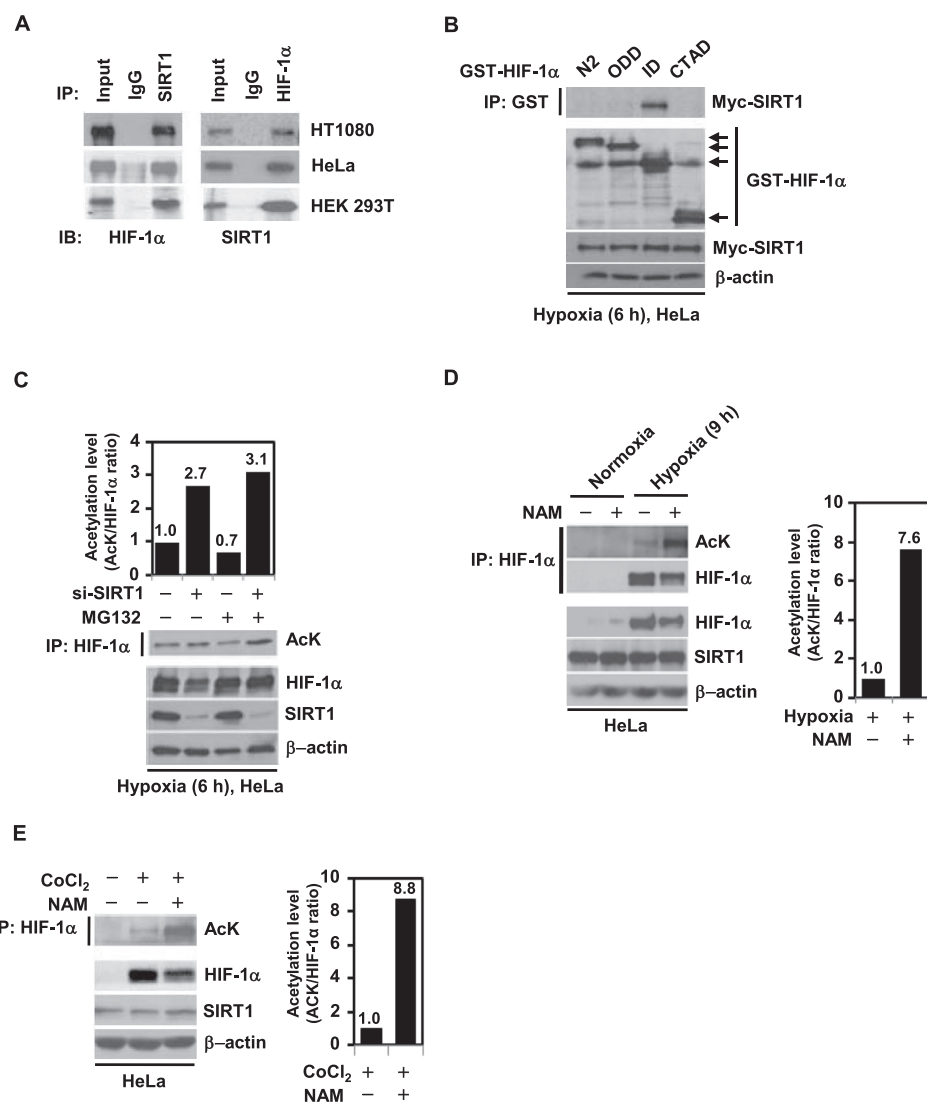 A
IP:
Input
IgG
SIRT1
Input
IgG
HIF-1α
HT1080
HeLa
HEK 293T
IB: HIF-1α SIRT1
B
GST-HIF-1α
N2
ODD
ID
CTAD
IP: GST
Myc-SIRT1
GST-HIF-1α
Myc-SIRT1
β-actin
Hypoxia (6 h), HeLa
C
Acetylation level
(AcK/HIF-1α ratio)
4
3
2
1
0
1.0
2.7
0.7
3.1
si-SIRT1 − + − +
MG132 − − + +
IP: HIF-1α
AcK
HIF-1α
SIRT1
β−actin
Hypoxia (6 h), HeLa
D
Normoxia
Hypoxia (9 h)
NAM − + − +
IP: HIF-1α
AcK
HIF-1α
HIF-1α
SIRT1
β−actin
HeLa
Acetylation level
(AcK/HIF-1α ratio)
10
8
6
4
2
0
1.0
7.6
Hypoxia + +
NAM − +
E
CoCl2 − + +
NAM − − +
P: HIF-1α
AcK
HIF-1α
SIRT1
β−actin
HeLa
Acetylation level
(ACK/HIF-1α ratio)
10
8
6
4
2
0
1.0
8.8
CoCl2 + +
NAM − +